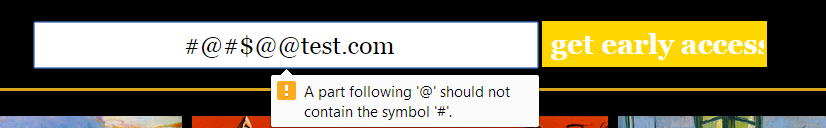 #@#$@@test.com
get early access
A part following '@' should not
contain the symbol '#'.